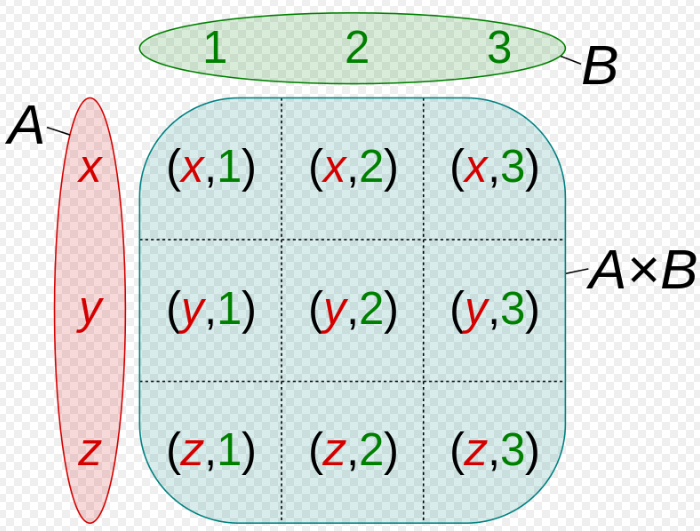 1 2 3
B
A
x (x,1) (x,2) (x,3)
A×B
y (y,1) (y,2) (y,3)
z (z,1) (z,2) (z,3)